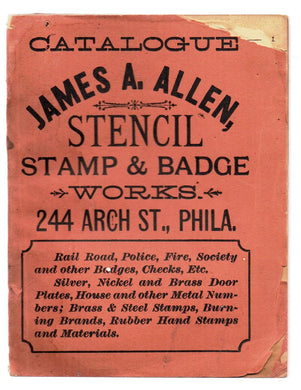 CATALOGUE
JAMES A. ALLEN,
STENCIL
STAMP & BADGE
WORKS.
244 ARCH ST., PHILA.
Rail Road, Police, Fire, Society
and other Badges, Checks, Etc.
Silver, Nickel and Brass Door
Plates, House and other Metal Num-
bers; Brass & Steel Stamps, Burn-
ing Brands, Rubber Hand Stamps
and Materials.